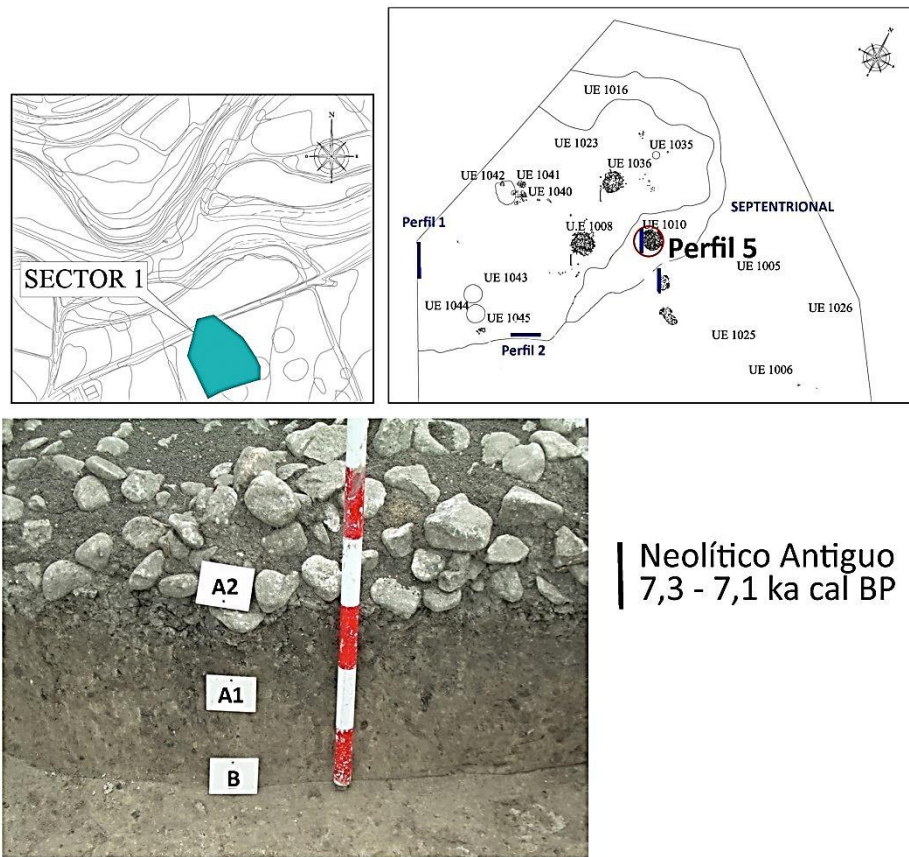 N
SECTOR 1
N
UE 1016
UE 1023
UE 1035
UE 1036
UE 1042
UE 1041
UE 1040
SEPTENTRIONAL
Perfil 1
U.E 1008
UE 1010
Perfil 5
UE 1005
UE 1043
UE 1044
UE 1045
UE 1026
Perfil 2
UE 1025
UE 1006
A2
A1
B
Neolítico Antiguo
7,3 - 7,1 ka cal BP